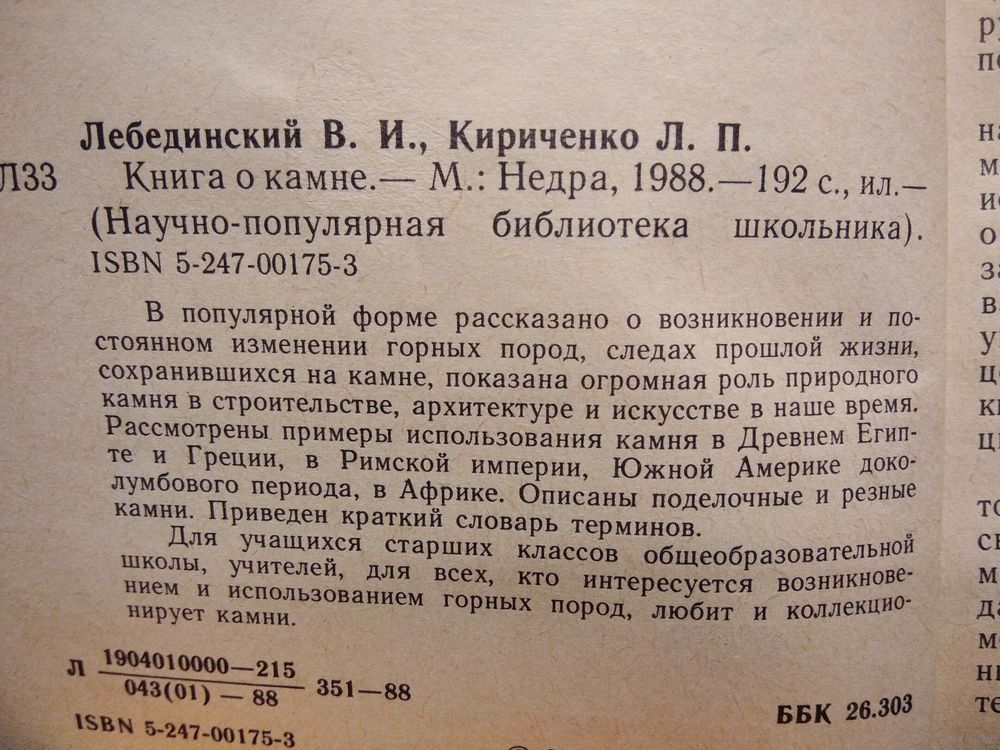 Лебединский В. И., Кириченко Л. П.
Л33 Книга о камне.— М.: Недра, 1988.—192 с., ил.—
(Научно-популярная библиотека школьника).
ISBN 5-247-00175-3
В популярной форме рассказано о возникновении и по-
стоянном изменении горных пород, следах прошлой жизни,
сохранившихся на камне, показана огромная роль природного
камня в строительстве, архитектуре и искусстве в наше время.
Рассмотрены примеры использования камня в Древнем Егип-
те и Греции, в Римской империи, Южной Америке доко-
лумбового периода, в Африке. Описаны поделочные и резные
камни. Приведен краткий словарь терминов.
Для учащихся старших классов общеобразовательной
школы, учителей, для всех, кто интересуется возникнове-
нием и использованием горных пород, любит и коллекцио-
нирует камни.
Л 1904010000—215
043(01) — 88 351—88
ББК 26.303
ISBN 5-247-00175-3